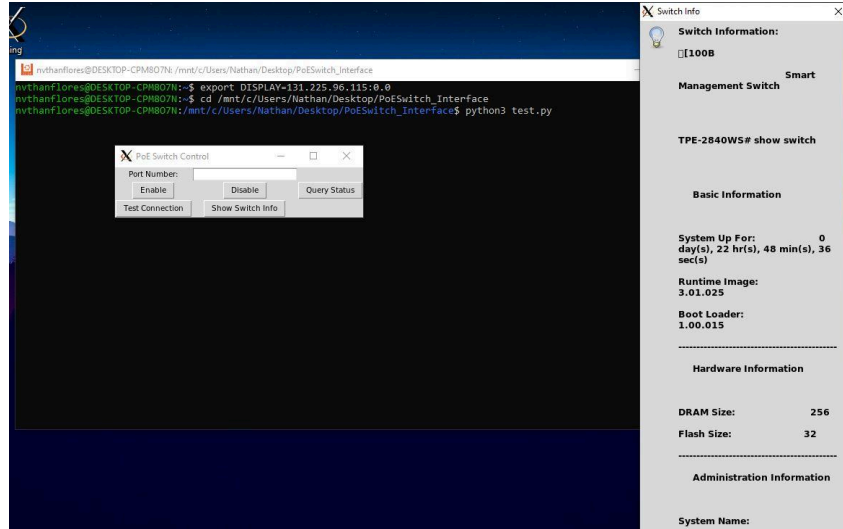 ing
nvthanflores@DESKTOP-CPM8O7N: /mnt/c/Users/Nathan/Desktop/PoESwitch_Interface
nvthanflores@DESKTOP-CPM8O7N:~$ export DISPLAY=131.225.96.115:0.0
nvthanflores@DESKTOP-CPM8O7N:~$ cd /mnt/c/Users/Nathan/Desktop/PoESwitch_Interface
nvthanflores@DESKTOP-CPM8O7N:/mnt/c/Users/Nathan/Desktop/PoESwitch_Interface$ python3 test.py
PoE Switch Control
Port Number:
Enable Disable Query Status
Test Connection Show Switch Info
Switch Info
Switch Information:
[100B
Smart
Management Switch
TPE-2840WS# show switch
Basic Information
System Up For: 0
day(s), 22 hr(s), 48 min(s), 36
sec(s)
Runtime Image:
3.01.025
Boot Loader:
1.00.015
--------------------------------------------
Hardware Information
DRAM Size: 256
Flash Size: 32
--------------------------------------------
Administration Information
System Name: